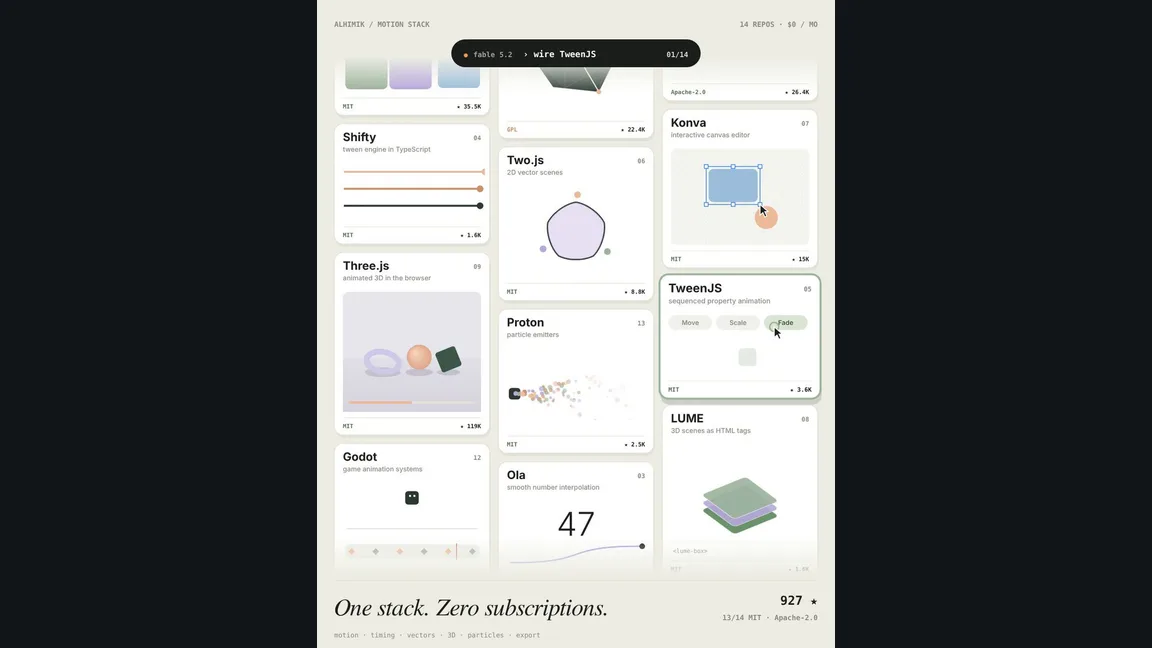 ALHIMIK / MOTION STACK
14 REPOS · $0 / MO
● fable 5.2 › wire TweenJS 01/14
MIT ★ 35.5K
Shifty 04
tween engine in TypeScript
MIT ★ 1.6K
Three.js 09
animated 3D in the browser
MIT ★ 119K
Godot 12
game animation systems
GPL ★ 22.4K
Two.js 06
2D vector scenes
MIT ★ 8.8K
Proton 13
particle emitters
MIT ★ 2.5K
Ola 03
smooth number interpolation
47
Apache-2.0 ★ 26.4K
Konva 07
interactive canvas editor
MIT ★ 15K
TweenJS 05
sequenced property animation
Move Scale Fade
MIT ★ 3.6K
LUME 08
3D scenes as HTML tags
<lume-box>
MIT
One stack. Zero subscriptions.
927 ★
13/14 MIT · Apache-2.0
motion · timing · vectors · 3D · particles · export